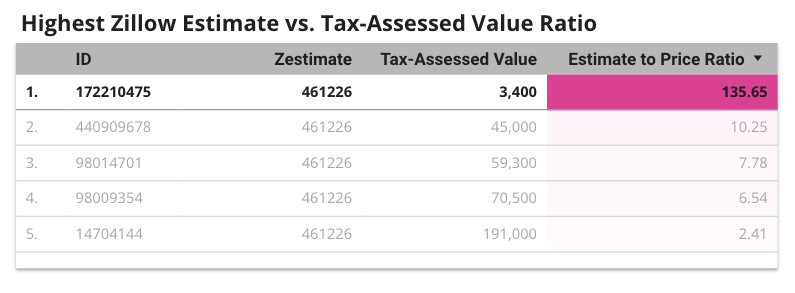 Highest Zillow Estimate vs. Tax-Assessed Value Ratio
ID Zestimate Tax-Assessed Value Estimate to Price Ratio ▼
1. 172210475 461226 3,400 135.65
2. 440909678 461226 45,000 10.25
3. 98014701 461226 59,300 7.78
4. 98009354 461226 70,500 6.54
5. 14704144 461226 191,000 2.41